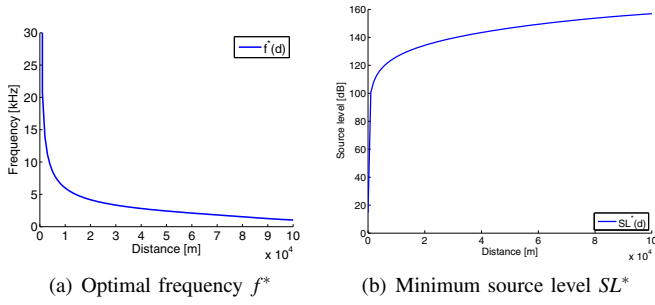 30
25
20
15
10
5
0
Frequency [kHz]
f*(d)
0 1 2 3 4 5 6 7 8 9 10
Distance [m]
x 10^4
(a) Optimal frequency f*
160
140
120
100
80
60
40
20
0
Source level [dB]
SL*(d)
0 2 4 6 8 10
Distance [m]
x 10^4
(b) Minimum source level SL*